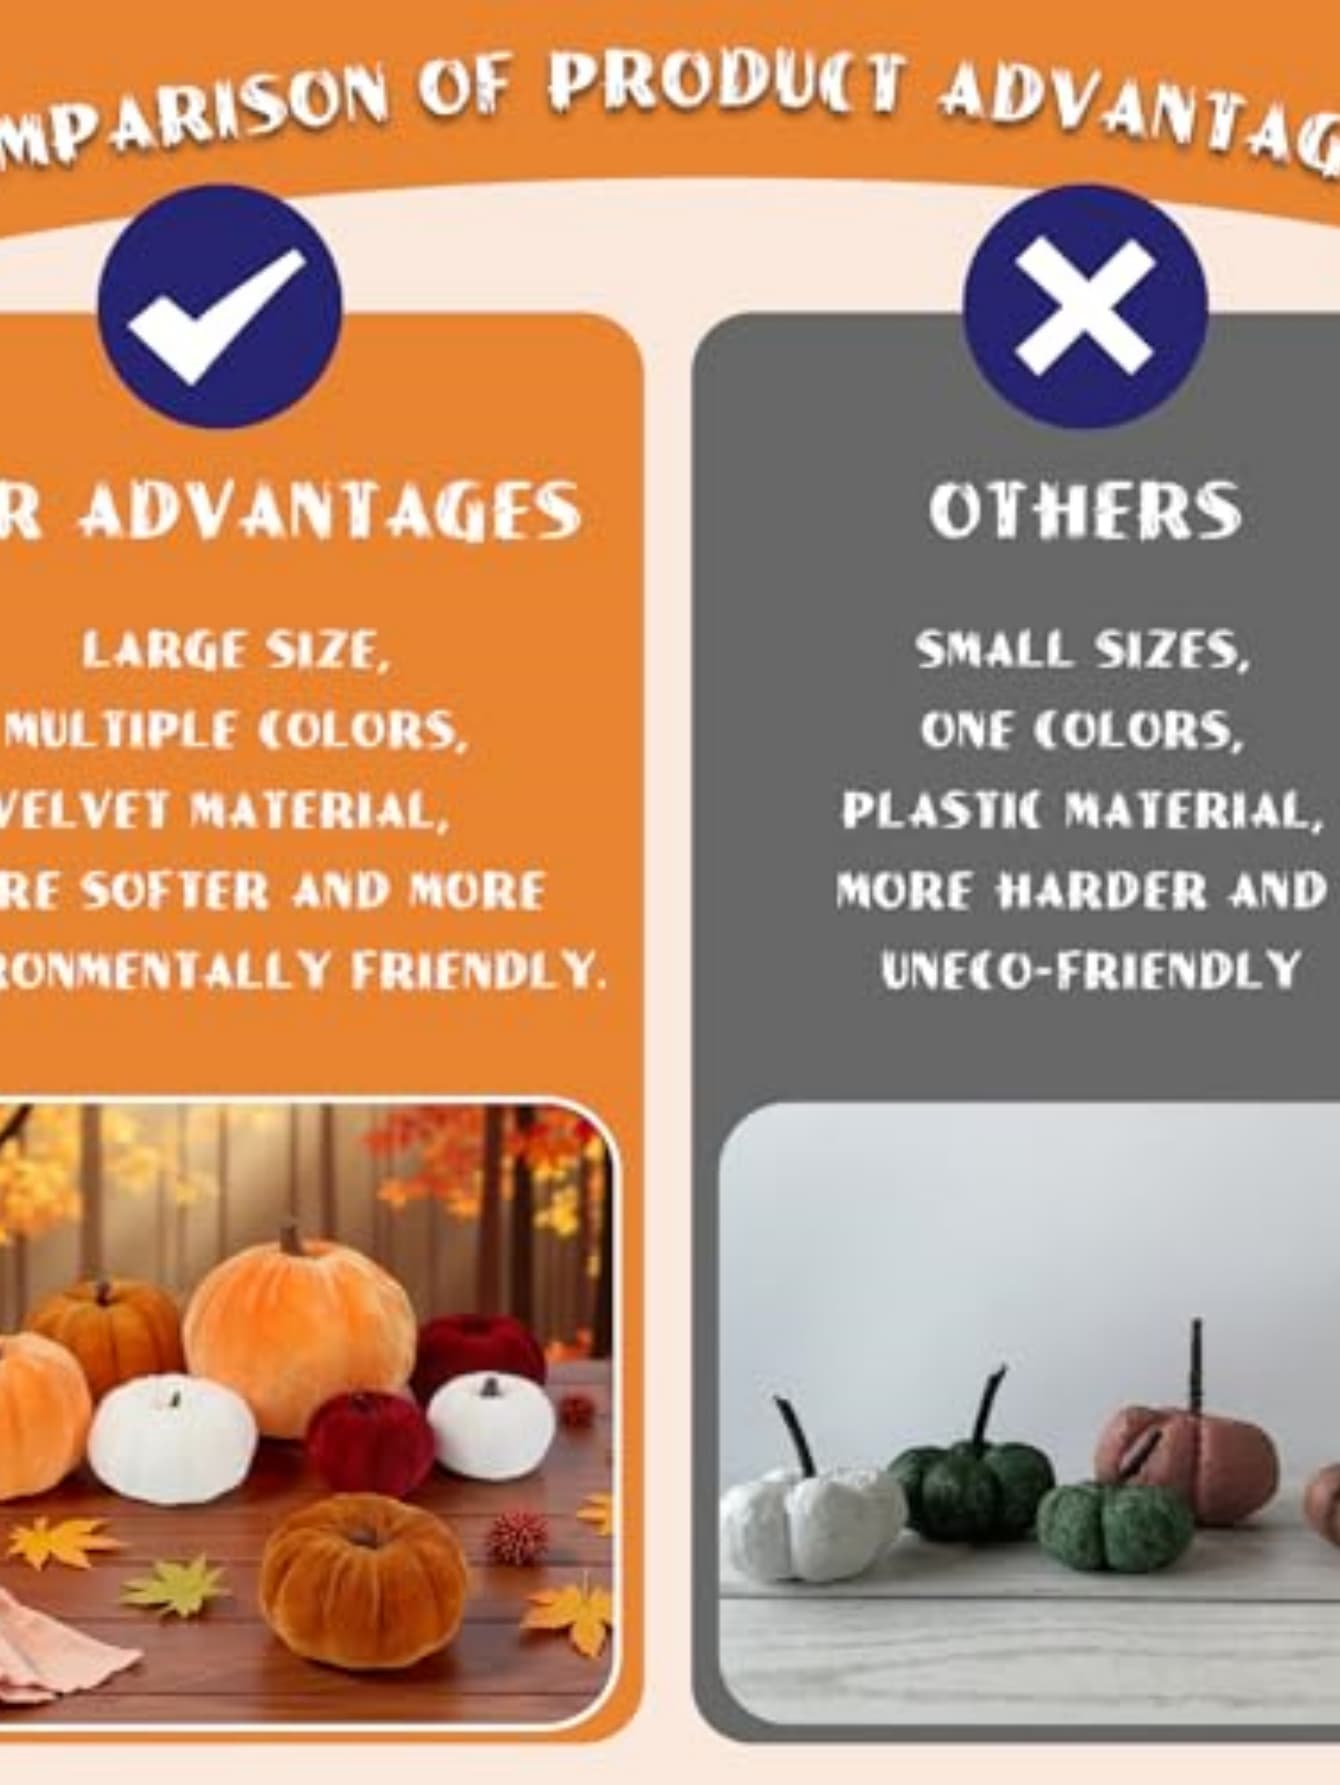 MPARISON OF PRODUCT ADVANTAG
R ADVANTAGES
LARGE SIZE,
MULTIPLE COLORS,
VELVET MATERIAL,
RE SOFTER AND MORE
RONMENTALLY FRIENDLY.
OTHERS
SMALL SIZES,
ONE COLORS,
PLASTIC MATERIAL,
MORE HARDER AND
UNECO-FRIENDLY